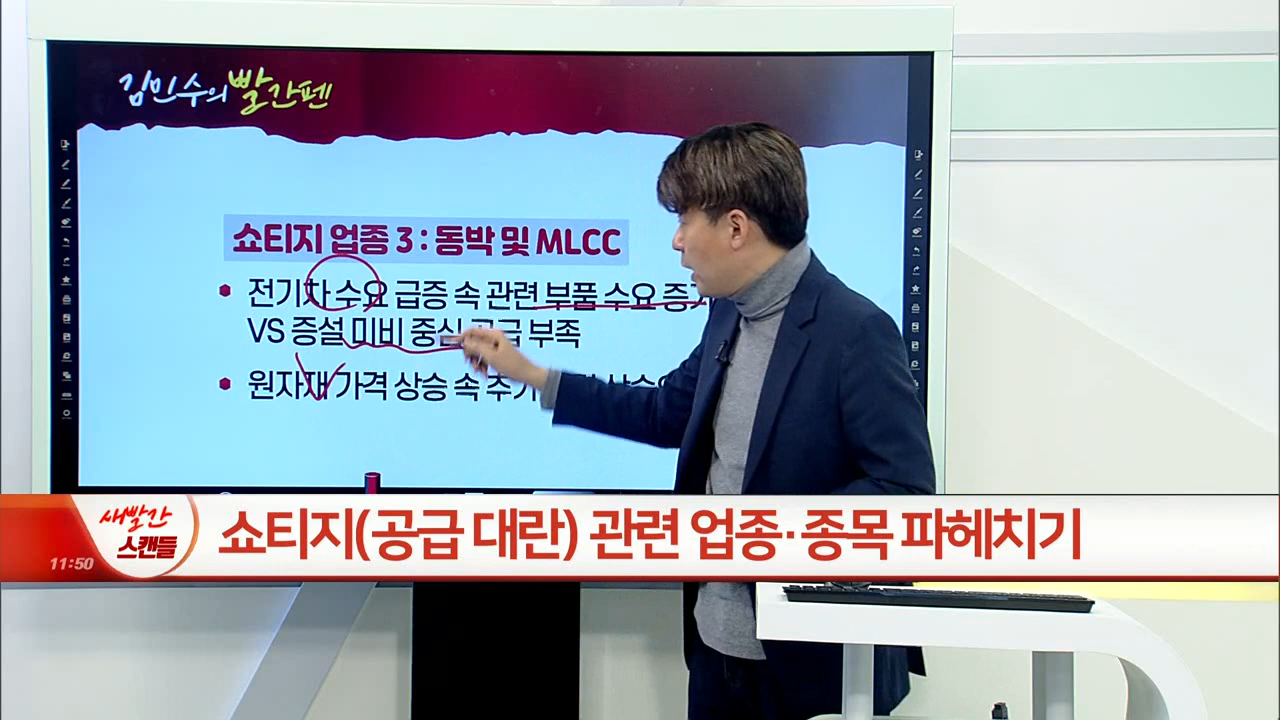 김민수의 빨간펜
쇼티지 업종 3 : 동박 및 MLCC
전기차 수요 급증 속 관련 부품 수요 증가
VS 증설 미비 중심 공급 부족
원자재 가격 상승 속 추가
새빨간
스캔들
11:50
쇼티지(공급 대란) 관련 업종·종목 파헤치기